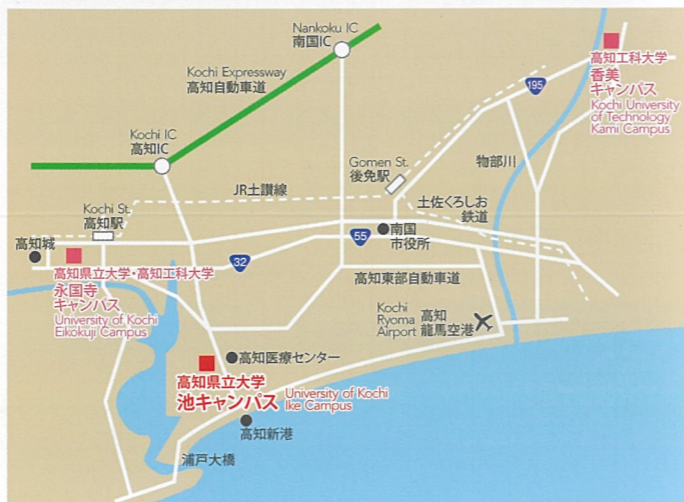 Nankoku IC
南国IC
Kochi Expressway
高知自動車道
高知工科大学
香美
キャンパス
Kochi University
of Technology
Kami Campus
195
Kochi IC
高知IC
Gomen St.
後免駅
物部川
JR土讃線
土佐くろしお
鉄道
Kochi St.
高知駅
高知城
南国
市役所
55
32
高知県立大学・高知工科大学
永国寺
キャンパス
University of Kochi
Eikokuji Campus
高知東部自動車道
Kochi
Ryoma
Airport
高知
龍馬空港
高知医療センター
高知県立大学
池キャンパス
University of Kochi
Ike Campus
高知新港
浦戸大橋